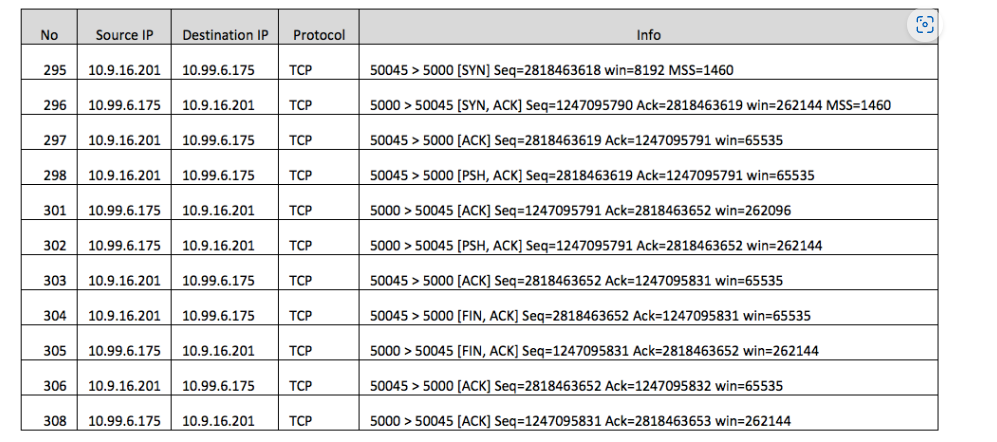 No Source IP Destination IP Protocol Info
295 10.9.16.201 10.99.6.175 TCP 50045 > 5000 [SYN] Seq=2818463618 win=8192 MSS=1460
296 10.99.6.175 10.9.16.201 TCP 5000 > 50045 [SYN, ACK] Seq=1247095790 Ack=2818463619 win=262144 MSS=1460
297 10.9.16.201 10.99.6.175 TCP 50045 > 5000 [ACK] Seq=2818463619 Ack=1247095791 win=65535
298 10.9.16.201 10.99.6.175 TCP 50045 > 5000 [PSH, ACK] Seq=2818463619 Ack=1247095791 win=65535
301 10.99.6.175 10.9.16.201 TCP 5000 > 50045 [ACK] Seq=1247095791 Ack=2818463652 win=262096
302 10.99.6.175 10.9.16.201 TCP 5000 > 50045 [PSH, ACK] Seq=1247095791 Ack=2818463652 win=262144
303 10.9.16.201 10.99.6.175 TCP 50045 > 5000 [ACK] Seq=2818463652 Ack=1247095831 win=65535
304 10.9.16.201 10.99.6.175 TCP 50045 > 5000 [FIN, ACK] Seq=2818463652 Ack=1247095831 win=65535
305 10.99.6.175 10.9.16.201 TCP 5000 > 50045 [FIN, ACK] Seq=1247095831 Ack=2818463652 win=262144
306 10.9.16.201 10.99.6.175 TCP 50045 > 5000 [ACK] Seq=2818463652 Ack=1247095832 win=65535
308 10.99.6.175 10.9.16.201 TCP 5000 > 50045 [ACK] Seq=1247095831 Ack=2818463653 win=262144